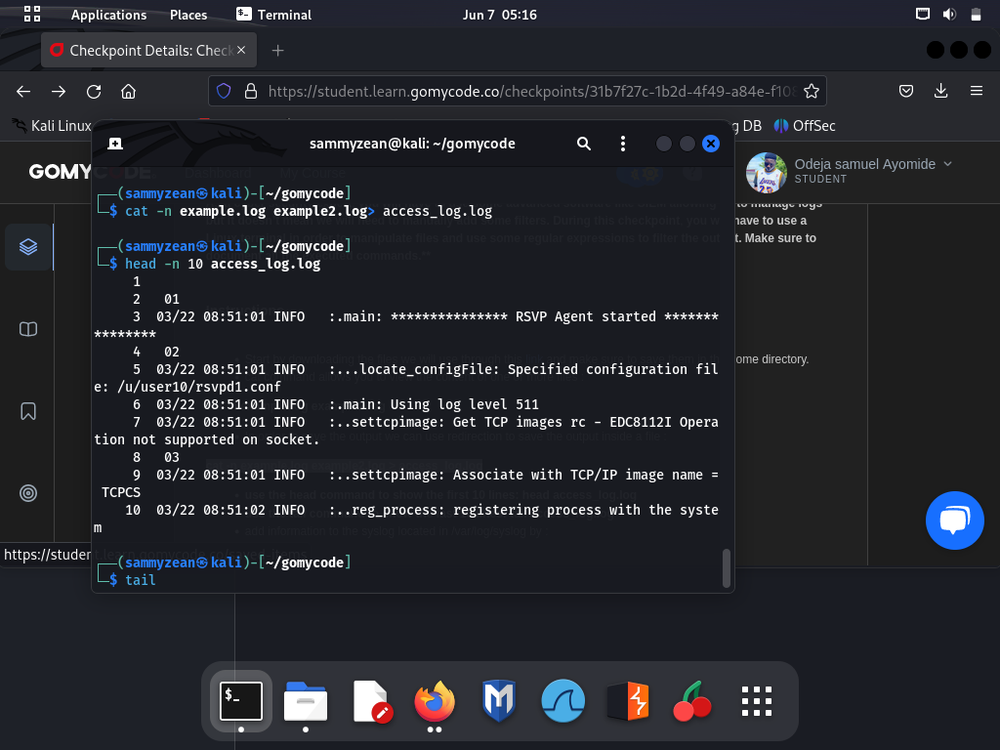 Applications Places Terminal Jun 7 05:16
Checkpoint Details: Check
https://student.learn.gomycode.co/checkpoints/31b7f27c-1b2d-4f49-a84e-f108
Kali Linux
g DB OffSec
sammyzean@kali: ~/gomycode
GOMYC DE.
Odeja samuel Ayomide
STUDENT
to manage logs
have to use a
t. Make sure to
ome directory.
┌──(sammyzean㉿kali)-[~/gomycode]
└─$ cat -n example.log example2.log> access_log.log
┌──(sammyzean㉿kali)-[~/gomycode]
└─$ head -n 10 access_log.log
1
2 01
3 03/22 08:51:01 INFO :.main: *************** RSVP Agent started *******
********
4 02
5 03/22 08:51:01 INFO :...locate_configFile: Specified configuration fil
e: /u/user10/rsvpd1.conf
6 03/22 08:51:01 INFO :.main: Using log level 511
7 03/22 08:51:01 INFO :..settcpimage: Get TCP images rc - EDC8112I Opera
tion not supported on socket.
8 03
9 03/22 08:51:01 INFO :..settcpimage: Associate with TCP/IP image name =
TCPCS
10 03/22 08:51:02 INFO :..reg_process: registering process with the syste
m
┌──(sammyzean㉿kali)-[~/gomycode]
└─$ tail
https://studen